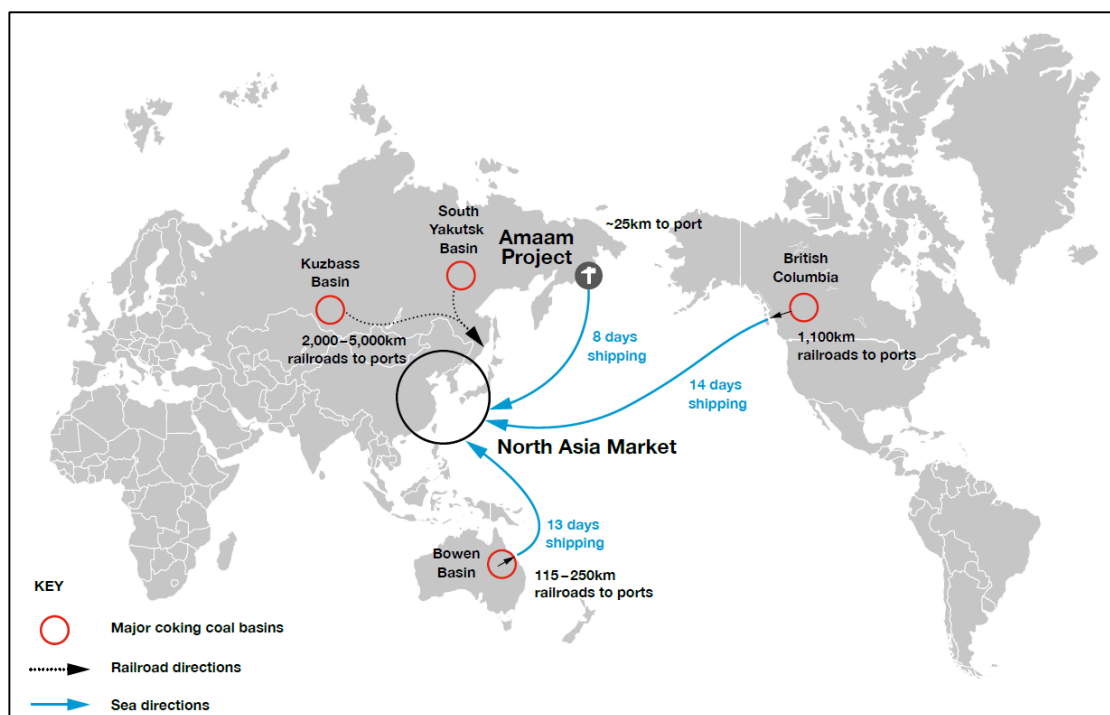 South
Yakutsk
Basin
~25km to port
Amaam
Project
Kuzbass
Basin
British
Columbia
2,000–5,000km
railroads to ports
8 days
shipping
1,100km
railroads to ports
14 days
shipping
North Asia Market
13 days
shipping
Bowen
Basin
115–250km
railroads to ports
KEY
Major coking coal basins
Railroad directions
Sea directions